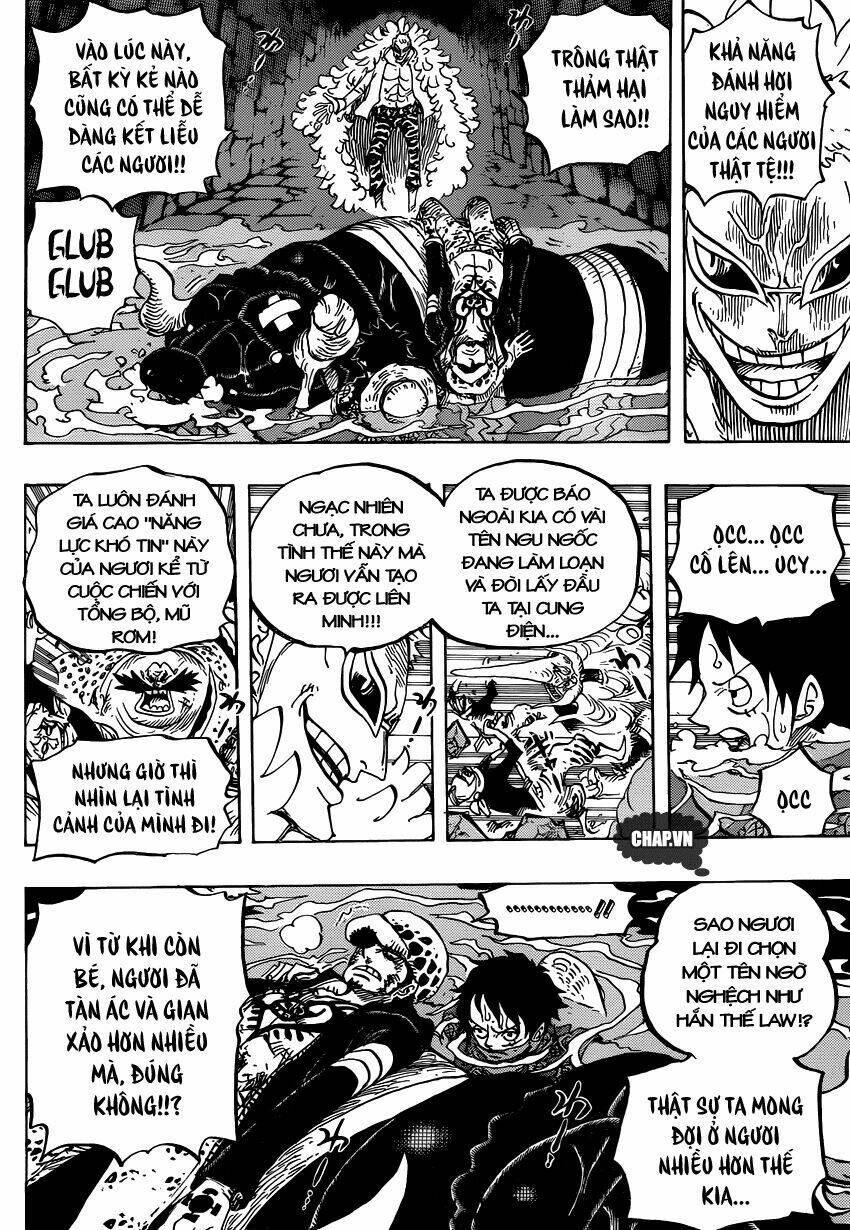 KHẢ NĂNG
ĐÁNH HƠI
NGUY HIỂM
CỦA CÁC NGƯỜI
THẬT TỆ!!!
TRÔNG THẬT
THẢM HẠI
LÀM SAO!!
VÀO LÚC NÀY,
BẤT KỲ KẺ NÀO
CŨNG CÓ THỂ DỄ
DÀNG KẾT LIỄU
CÁC NGƯỜI!!
GLUB
GLUB
ỌCC... ỌCC
CỐ LÊN... UCY...
ỌCC
TA ĐƯỢC BÁO
NGOÀI KIA CÓ VÀI
TÊN NGU NGỐC
ĐANG LÀM LOẠN
VÀ ĐÒI LẤY ĐẦU
TA TẠI CUNG
ĐIỆN...
NGẠC NHIÊN
CHƯA, TRONG
TÌNH THẾ NÀY MÀ
NGƯƠI VẪN TẠO
RA ĐƯỢC LIÊN
MINH!!!
TA LUÔN ĐÁNH
GIÁ CAO "NĂNG
LỰC KHÓ TIN" NÀY
CỦA NGƯƠI KỂ TỪ
CUỘC CHIẾN VỚI
TỔNG BỘ, MŨ
RƠM!
NHƯNG GIỜ THÌ
NHÌN LẠI TÌNH
CẢNH CỦA MÌNH ĐI!
CHAP.VN
SAO NGƯƠI
LẠI ĐI CHỌN
MỘT TÊN NGỜ
NGHỆCH NHƯ
HẮN THẾ LAW!?
THẬT SỰ TA MONG
ĐỢI Ở NGƯƠI
NHIỀU HƠN THẾ
KIA...
..............!!
VÌ TỪ KHI CÒN
BÉ, NGƯƠI ĐÃ
TÀN ÁC VÀ GIAN
XẢO HƠN NHIỀU
MÀ, ĐÚNG
KHÔNG!!?